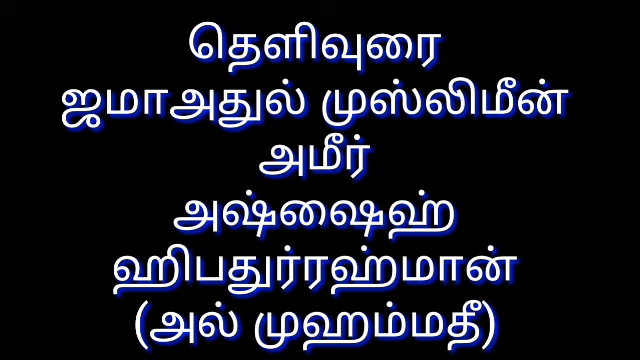 தெளிவுரை
ஜமாஅதுல் முஸ்லிமீன்
அமீர்
அஷ்ஷைஹ்
ஹிபதுர்ரஹ்மான்
(அல் முஹம்மதீ)